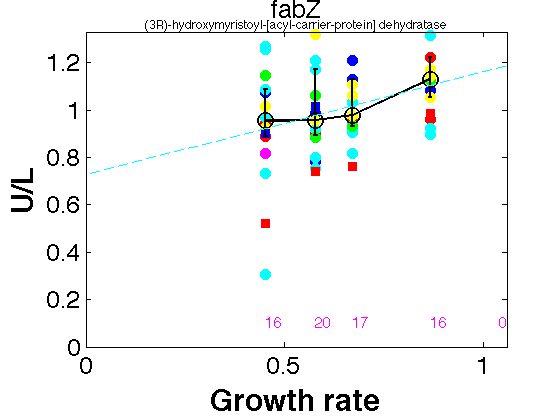 fabZ
(3R)-hydroxymyristoyl-[acyl-carrier-protein] dehydratase
1.2
1
0.8
0.6
0.4
0.2
0
U/L
16 20 17 16 0
0 0.5 1
Growth rate